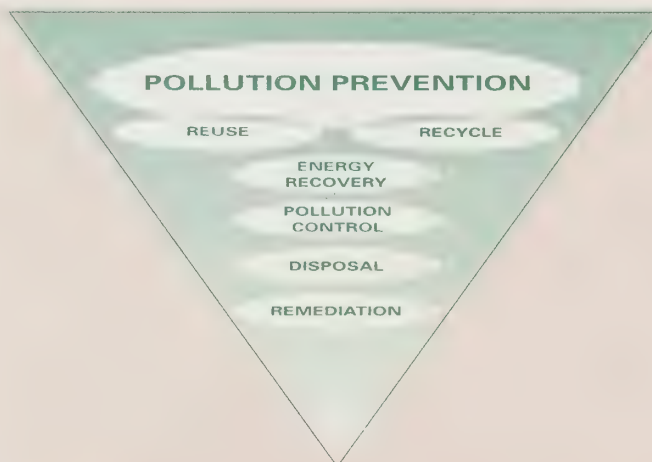 POLLUTION PREVENTION
REUSE RECYCLE
ENERGY
RECOVERY
POLLUTION
CONTROL
DISPOSAL
REMEDIATION